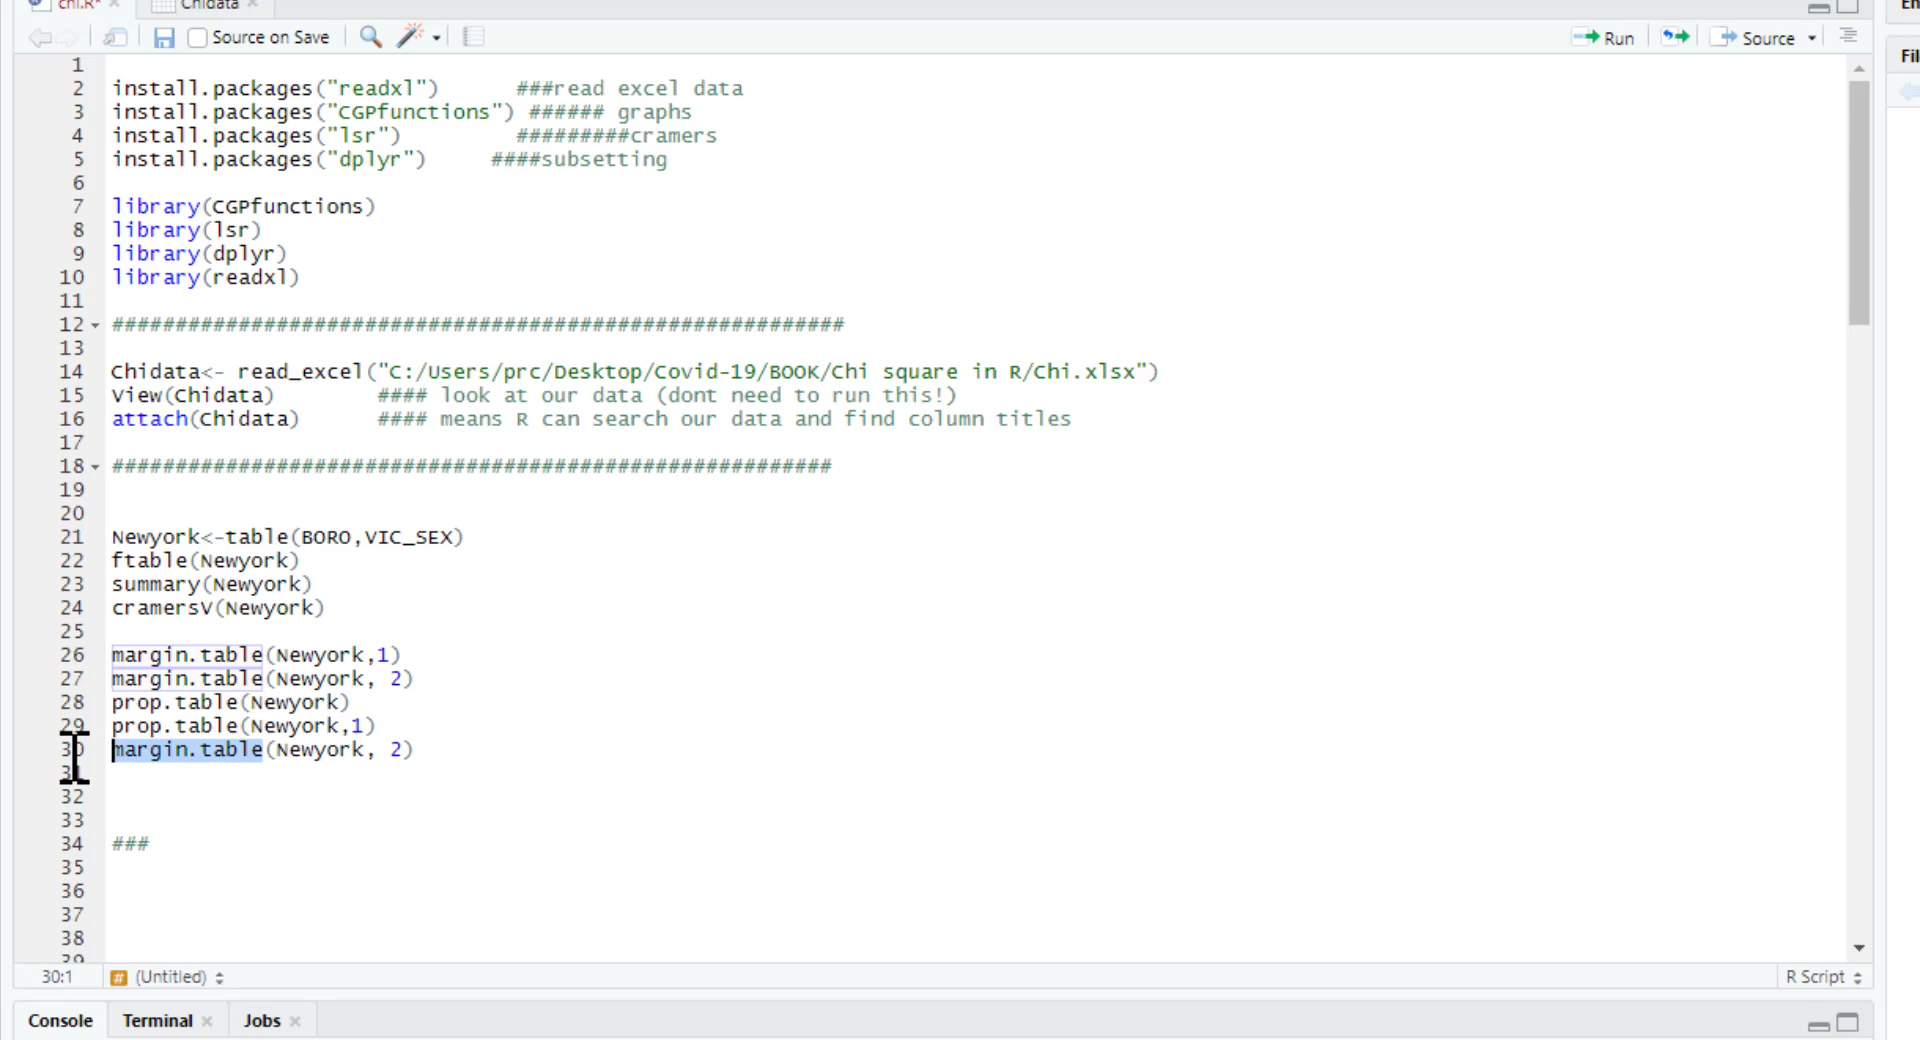 chi.R* Chidata En
Source on Save Run Source
Fil
1
2 install.packages("readxl") ###read excel data
3 install.packages("CGPfunctions") ###### graphs
4 install.packages("lsr") #########cramers
5 install.packages("dplyr") ####subsetting
6
7 library(CGPfunctions)
8 library(lsr)
9 library(dplyr)
10 library(readxl)
11
12 ##########################################################
13
14 Chidata<- read_excel("C:/Users/prc/Desktop/Covid-19/BOOK/Chi square in R/Chi.xlsx")
15 View(Chidata) #### look at our data (dont need to run this!)
16 attach(Chidata) #### means R can search our data and find column titles
17
18 #########################################################
19
20
21 Newyork<-table(BORO,VIC_SEX)
22 ftable(Newyork)
23 summary(Newyork)
24 cramersV(Newyork)
25
26 margin.table(Newyork,1)
27 margin.table(Newyork, 2)
28 prop.table(Newyork)
29 prop.table(Newyork,1)
30 margin.table(Newyork, 2)
31
32
33
34 ###
35
36
37
38
39
30:1 # (Untitled) R Script
Console Terminal Jobs